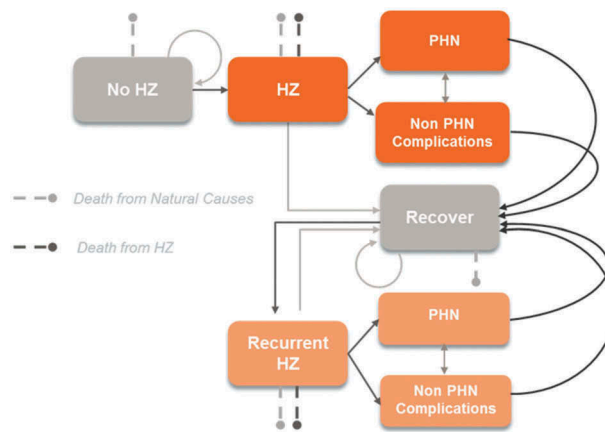 PHN
No HZ
HZ
Non PHN
Complications
Death from Natural Causes
Recover
Death from HZ
PHN
Recurrent
HZ
Non PHN
Complications